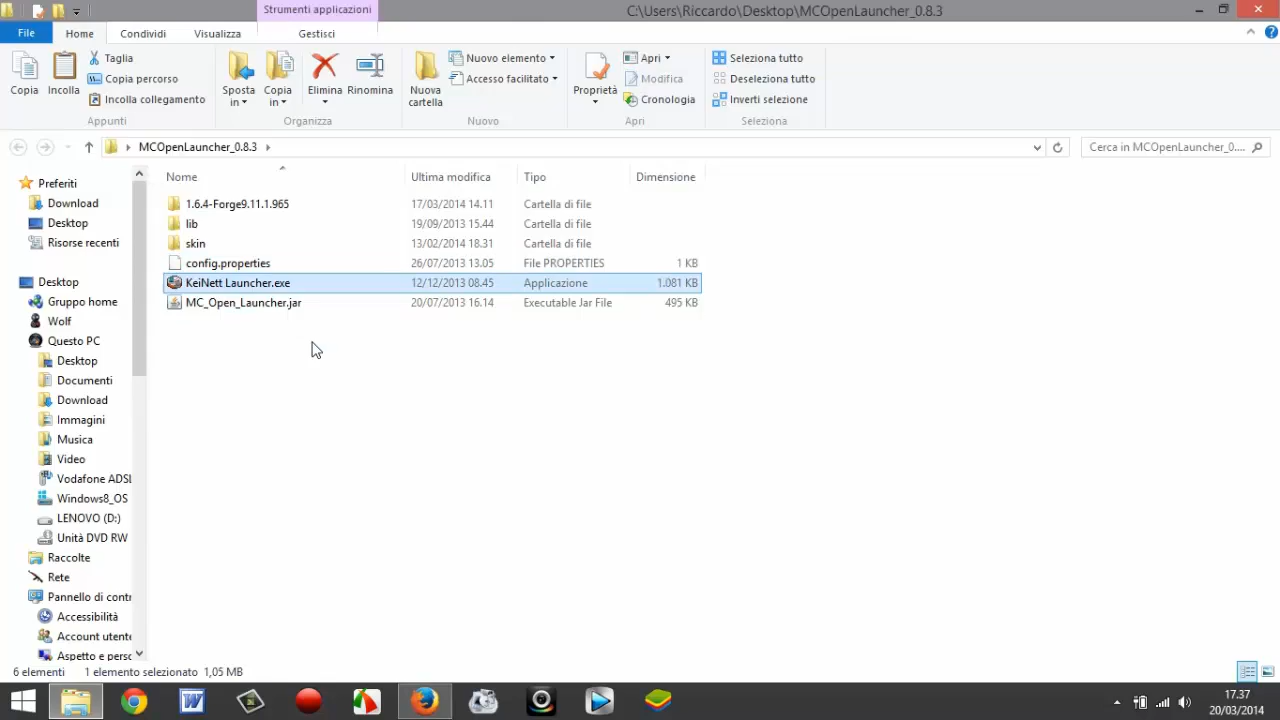 Strumenti applicazioni
C:\Users\Riccardo\Desktop\MCOpenLauncher_0.8.3
File
Home
Condividi
Visualizza
Gestisci
Copia
Incolla
Taglia
Copia percorso
Incolla collegamento
Appunti
Sposta in
Copia in
Elimina
Rinomina
Organizza
Nuova cartella
Nuovo elemento
Accesso facilitato
Nuovo
Proprietà
Apri
Modifica
Cronologia
Apri
Seleziona tutto
Deseleziona tutto
Inverti selezione
Seleziona
MCOpenLauncher_0.8.3
Cerca in MCOpenLauncher_0....
Preferiti
Download
Desktop
Risorse recenti
Desktop
Gruppo home
Wolf
Questo PC
Desktop
Documenti
Download
Immagini
Musica
Video
Vodafone ADSL
Windows8_OS
LENOVO (D:)
Unità DVD RW
Raccolte
Rete
Pannello di contr
Accessibilità
Account utente
Aspetto e perso
Nome Ultima modifica Tipo Dimensione
1.6.4-Forge9.11.1.965 17/03/2014 14.11 Cartella di file
lib 19/09/2013 15.44 Cartella di file
skin 13/02/2014 18.31 Cartella di file
config.properties 26/07/2013 13.05 File PROPERTIES 1 KB
KeiNett Launcher.exe 12/12/2013 08.45 Applicazione 1.081 KB
MC_Open_Launcher.jar 20/07/2013 16.14 Executable Jar File 495 KB
6 elementi 1 elemento selezionato 1,05 MB
17.37
20/03/2014